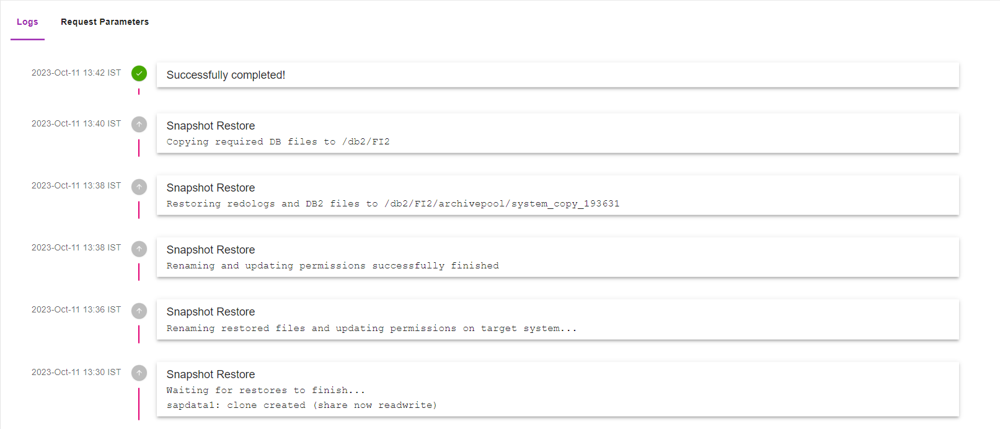 Logs
Request Parameters
2023-Oct-11 13:42 IST
Successfully completed!
2023-Oct-11 13:40 IST
Snapshot Restore
Copying required DB files to /db2/FI2
2023-Oct-11 13:38 IST
Snapshot Restore
Restoring redologs and DB2 files to /db2/FI2/archivepool/system_copy_193631
2023-Oct-11 13:38 IST
Snapshot Restore
Renaming and updating permissions successfully finished
2023-Oct-11 13:36 IST
Snapshot Restore
Renaming restored files and updating permissions on target system...
2023-Oct-11 13:30 IST
Snapshot Restore
Waiting for restores to finish...
sapdata1: clone created (share now readwrite)